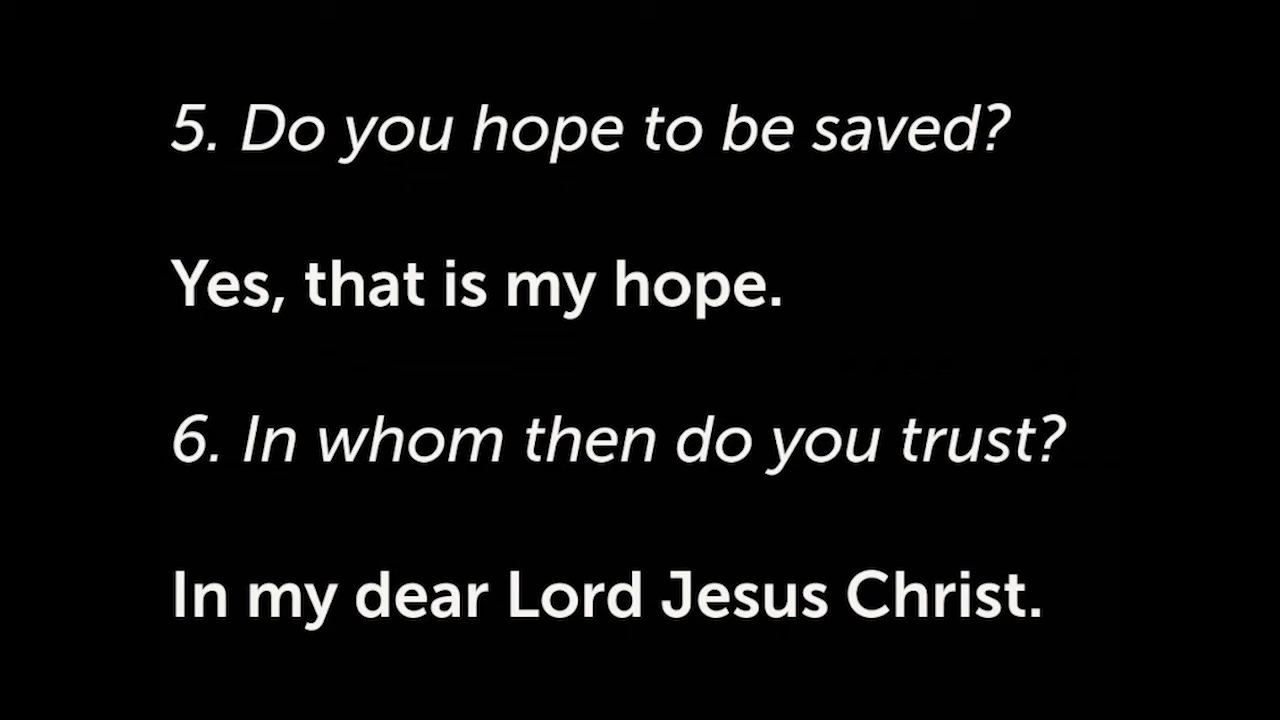 5. Do you hope to be saved?
Yes, that is my hope.
6. In whom then do you trust?
In my dear Lord Jesus Christ.